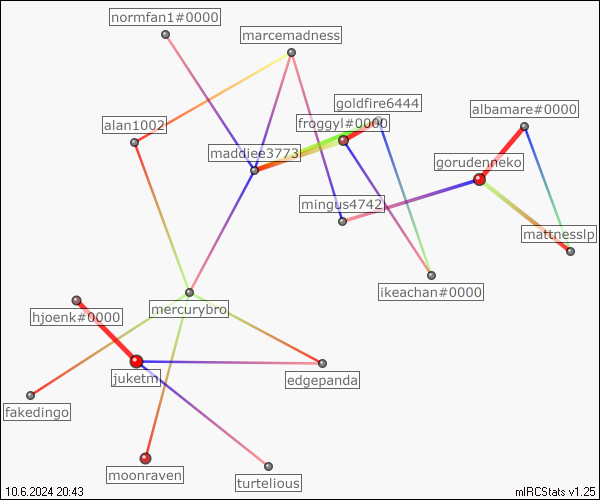 normfan1#0000
marcemadness
goldfire6444
albamare#0000
alan1002
froggyl#0000
maddiee3773
gorudenneko
mingus4742
mattnesslp
ikeachan#0000
mercurybro
hjoenk#0000
juketm
edgepanda
fakedingo
moonraven
turtelious
10.6.2024 20:43
mIRCStats v1.25